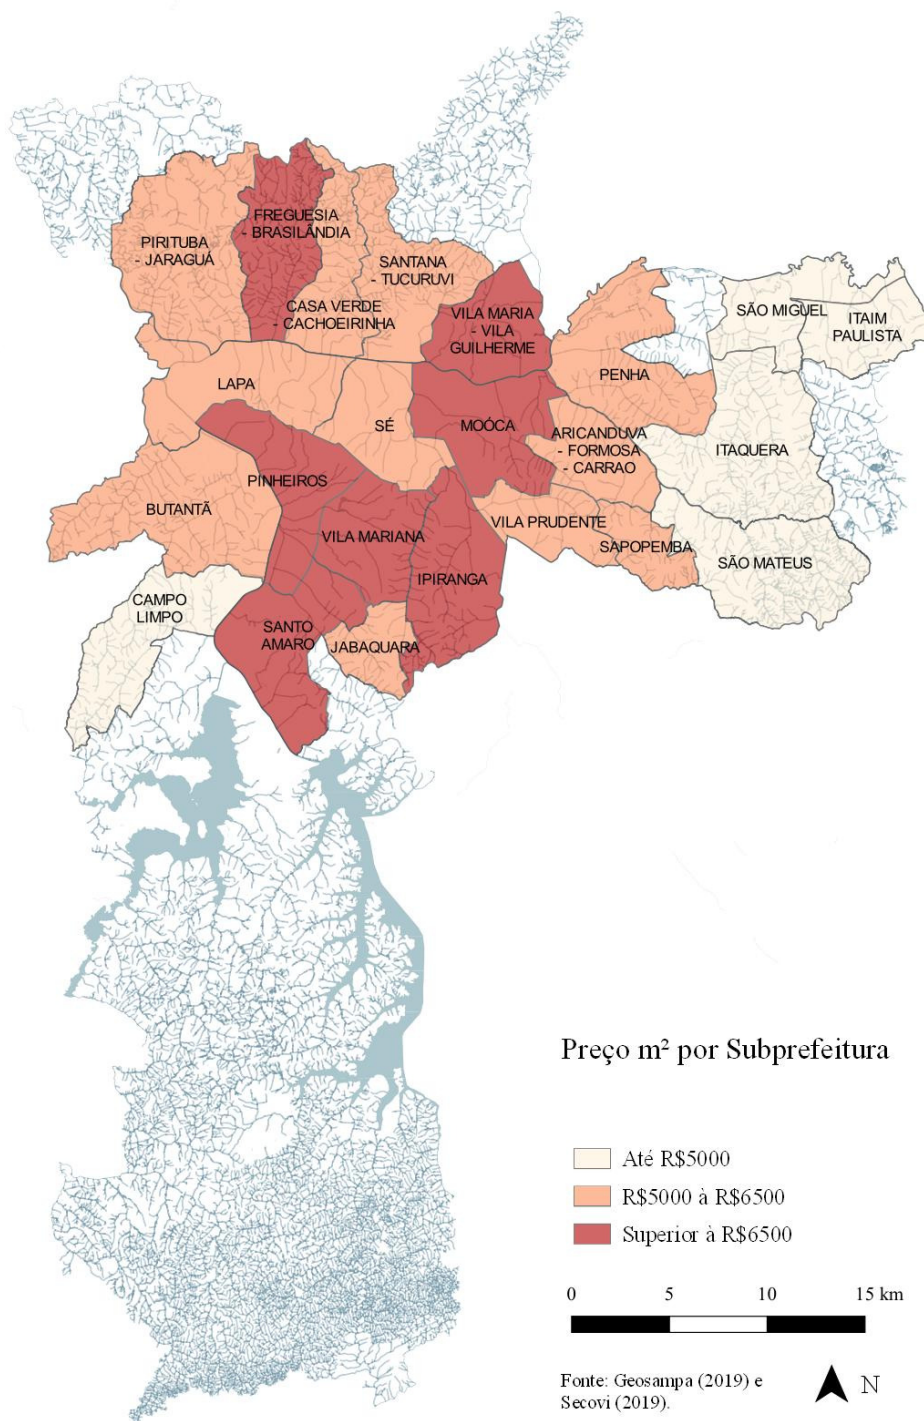 FREGUESIA
- BRASILÂNDIA
PIRITUBA
- JARAGUÁ
SANTANA
- TUCURUVI
CASA VERDE
- CACHOEIRINHA
VILA MARIA
- VILA
GUILHERME
SÃO MIGUEL
ITAIM
PAULISTA
LAPA
PENHA
SÉ
MOÓCA
ARICANDUVA
- FORMOSA
- CARRAO
ITAQUERA
PINHEIROS
BUTANTÃ
VILA MARIANA
VILA PRUDENTE
SAPOPEMBA
SÃO MATEUS
IPIRANGA
CAMPO
LIMPO
SANTO
AMARO
JABAQUARA
Preço m² por Subprefeitura
Até R$5000
R$5000 à R$6500
Superior à R$6500
0 5 10 15 km
Fonte: Geosampa (2019) e
Secovi (2019).
N